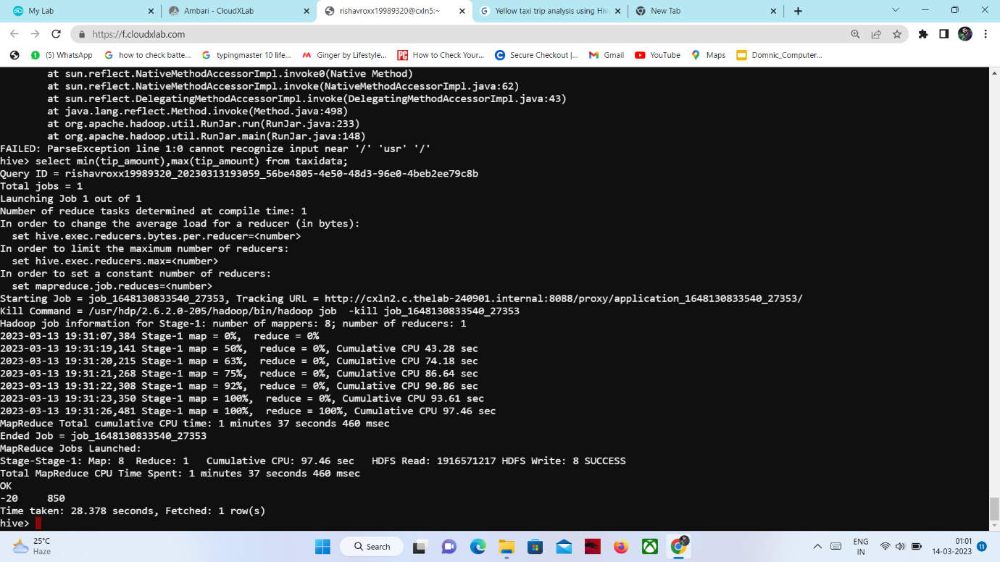 My Lab
Ambari - CloudXLab
rishavroxx19989320@cxln5:~
Yellow taxi trip analysis using Hiv
New Tab
https://f.cloudxlab.com
(5) WhatsApp
how to check batte...
typingmaster 10 life...
Ginger by Lifestyle...
PC How to Check Your...
Secure Checkout |...
Gmail
YouTube
Maps
Domnic_Computer...
at sun.reflect.NativeMethodAccessorImpl.invoke0(Native Method)
at sun.reflect.NativeMethodAccessorImpl.invoke(NativeMethodAccessorImpl.java:62)
at sun.reflect.DelegatingMethodAccessorImpl.invoke(DelegatingMethodAccessorImpl.java:43)
at java.lang.reflect.Method.invoke(Method.java:498)
at org.apache.hadoop.util.RunJar.run(RunJar.java:233)
at org.apache.hadoop.util.RunJar.main(RunJar.java:148)
FAILED: ParseException line 1:0 cannot recognize input near '/' 'usr' '/'
hive> select min(tip_amount),max(tip_amount) from taxidata;
Query ID = rishavroxx19989320_20230313193059_56be4805-4e50-48d3-96e0-4beb2ee79c8b
Total jobs = 1
Launching Job 1 out of 1
Number of reduce tasks determined at compile time: 1
In order to change the average load for a reducer (in bytes):
set hive.exec.reducers.bytes.per.reducer=<number>
In order to limit the maximum number of reducers:
set hive.exec.reducers.max=<number>
In order to set a constant number of reducers:
set mapreduce.job.reduces=<number>
Starting Job = job_1648130833540_27353, Tracking URL = http://cxln2.c.thelab-240901.internal:8088/proxy/application_1648130833540_27353/
Kill Command = /usr/hdp/2.6.2.0-205/hadoop/bin/hadoop job  -kill job_1648130833540_27353
Hadoop job information for Stage-1: number of mappers: 8; number of reducers: 1
2023-03-13 19:31:07,384 Stage-1 map = 0%,  reduce = 0%
2023-03-13 19:31:19,141 Stage-1 map = 50%,  reduce = 0%, Cumulative CPU 43.28 sec
2023-03-13 19:31:20,215 Stage-1 map = 63%,  reduce = 0%, Cumulative CPU 74.18 sec
2023-03-13 19:31:21,268 Stage-1 map = 75%,  reduce = 0%, Cumulative CPU 86.64 sec
2023-03-13 19:31:22,308 Stage-1 map = 92%,  reduce = 0%, Cumulative CPU 90.86 sec
2023-03-13 19:31:23,350 Stage-1 map = 100%,  reduce = 0%, Cumulative CPU 93.61 sec
2023-03-13 19:31:26,481 Stage-1 map = 100%,  reduce = 100%, Cumulative CPU 97.46 sec
MapReduce Total cumulative CPU time: 1 minutes 37 seconds 460 msec
Ended Job = job_1648130833540_27353
MapReduce Jobs Launched:
Stage-Stage-1: Map: 8  Reduce: 1   Cumulative CPU: 97.46 sec   HDFS Read: 1916571217 HDFS Write: 8 SUCCESS
Total MapReduce CPU Time Spent: 1 minutes 37 seconds 460 msec
OK
-20     850
Time taken: 28.378 seconds, Fetched: 1 row(s)
hive>
25°C
Haze
Search
ENG
IN
01:01
14-03-2023
11